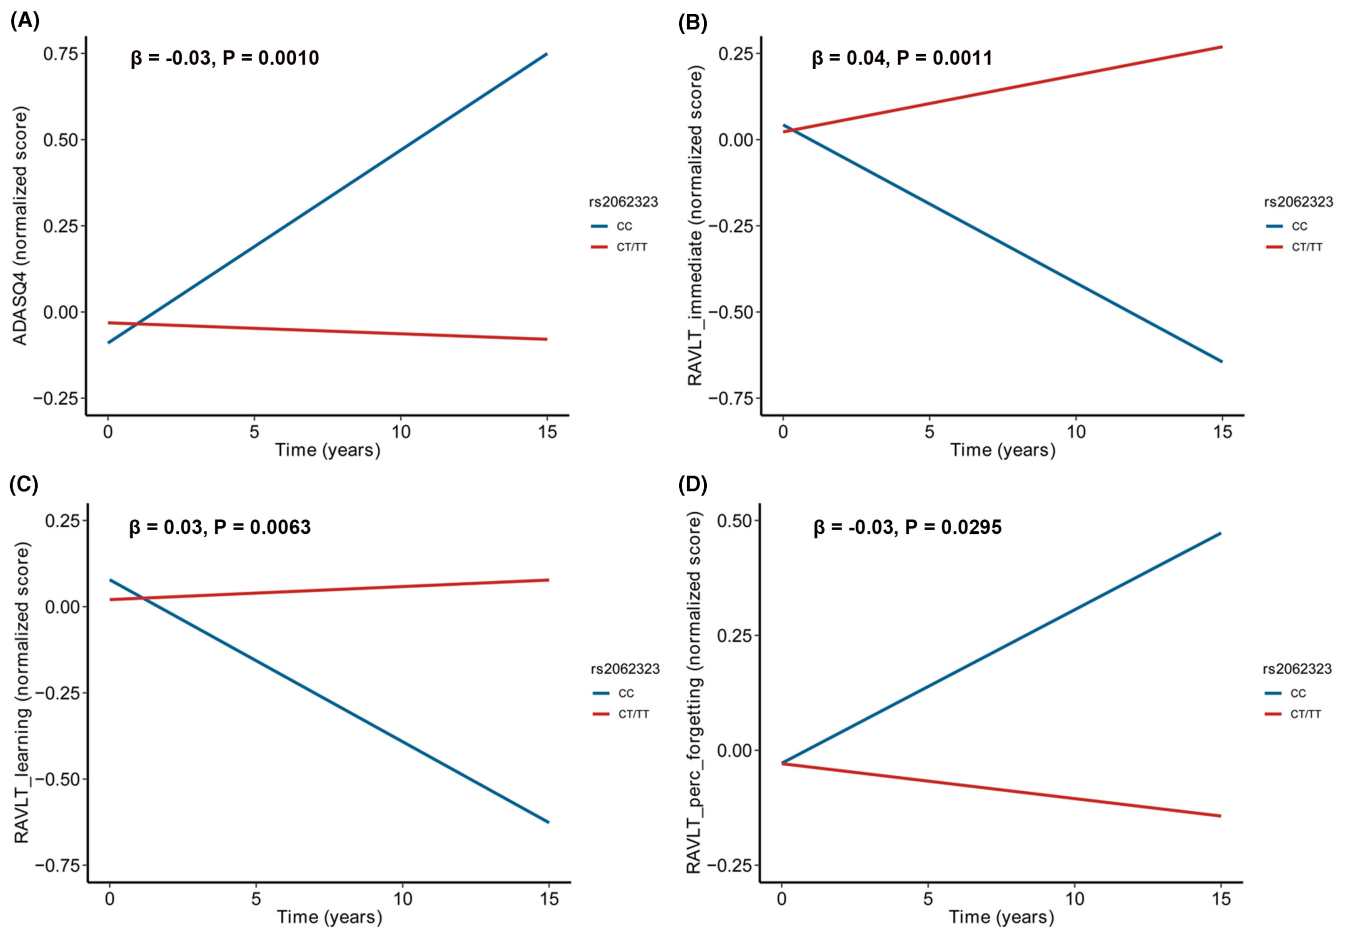 (A)
β = -0.03, P = 0.0010
ADASQ4 (normalized score)
0.75
0.50
0.25
0.00
−0.25
0 5 10 15
Time (years)
rs2062323
CC
CT/TT
(B)
β = 0.04, P = 0.0011
RAVLT_immediate (normalized score)
0.25
0.00
−0.25
−0.50
−0.75
0 5 10 15
Time (years)
rs2062323
CC
CT/TT
(C)
β = 0.03, P = 0.0063
RAVLT_learning (normalized score)
0.25
0.00
−0.25
−0.50
−0.75
0 5 10 15
Time (years)
rs2062323
CC
CT/TT
(D)
β = -0.03, P = 0.0295
RAVLT_perc_forgetting (normalized score)
0.50
0.25
0.00
−0.25
0 5 10 15
Time (years)
rs2062323
CC
CT/TT